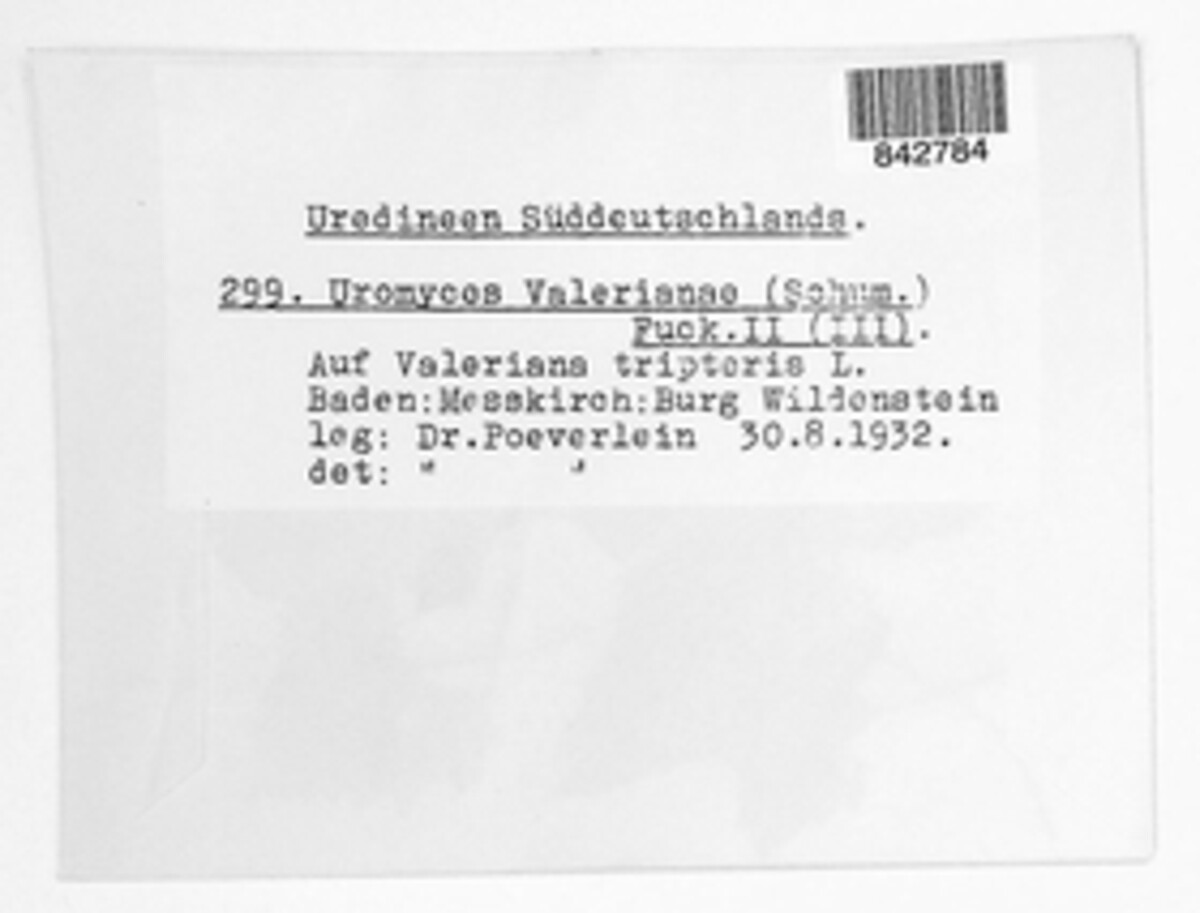 842784
Uredineen Süddeutschlands.
299. Uromyces Valerianae (Schum.)
Fuck.II (III).
Auf Valeriana tripteris L.
Baden:Messkirch:Burg Wildenstein
leg: Dr.Poeverlein 30.8.1932.
det: " "